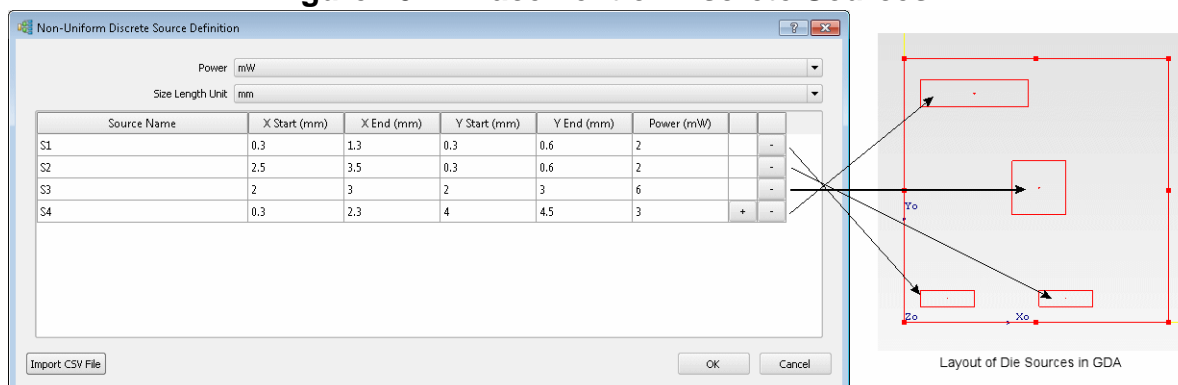 Non-Uniform Discrete Source Definition
Power mW
Size Length Unit mm
Source Name X Start (mm) X End (mm) Y Start (mm) Y End (mm) Power (mW)
S1 0.3 1.3 0.3 0.6 2 -
S2 2.5 3.5 0.3 0.6 2 -
S3 2 3 2 3 6 -
S4 0.3 2.3 4 4.5 3 + -
Import CSV File OK Cancel
Yo
Zo Xo
Layout of Die Sources in GDA